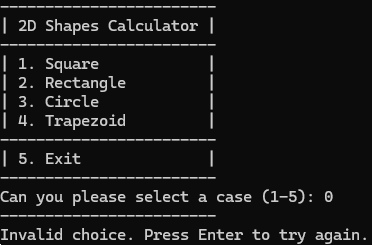 ------------------------
| 2D Shapes Calculator |
------------------------
| 1. Square            |
| 2. Rectangle         |
| 3. Circle            |
| 4. Trapezoid         |
------------------------
| 5. Exit              |
------------------------
Can you please select a case (1-5): 0
------------------------
Invalid choice. Press Enter to try again.